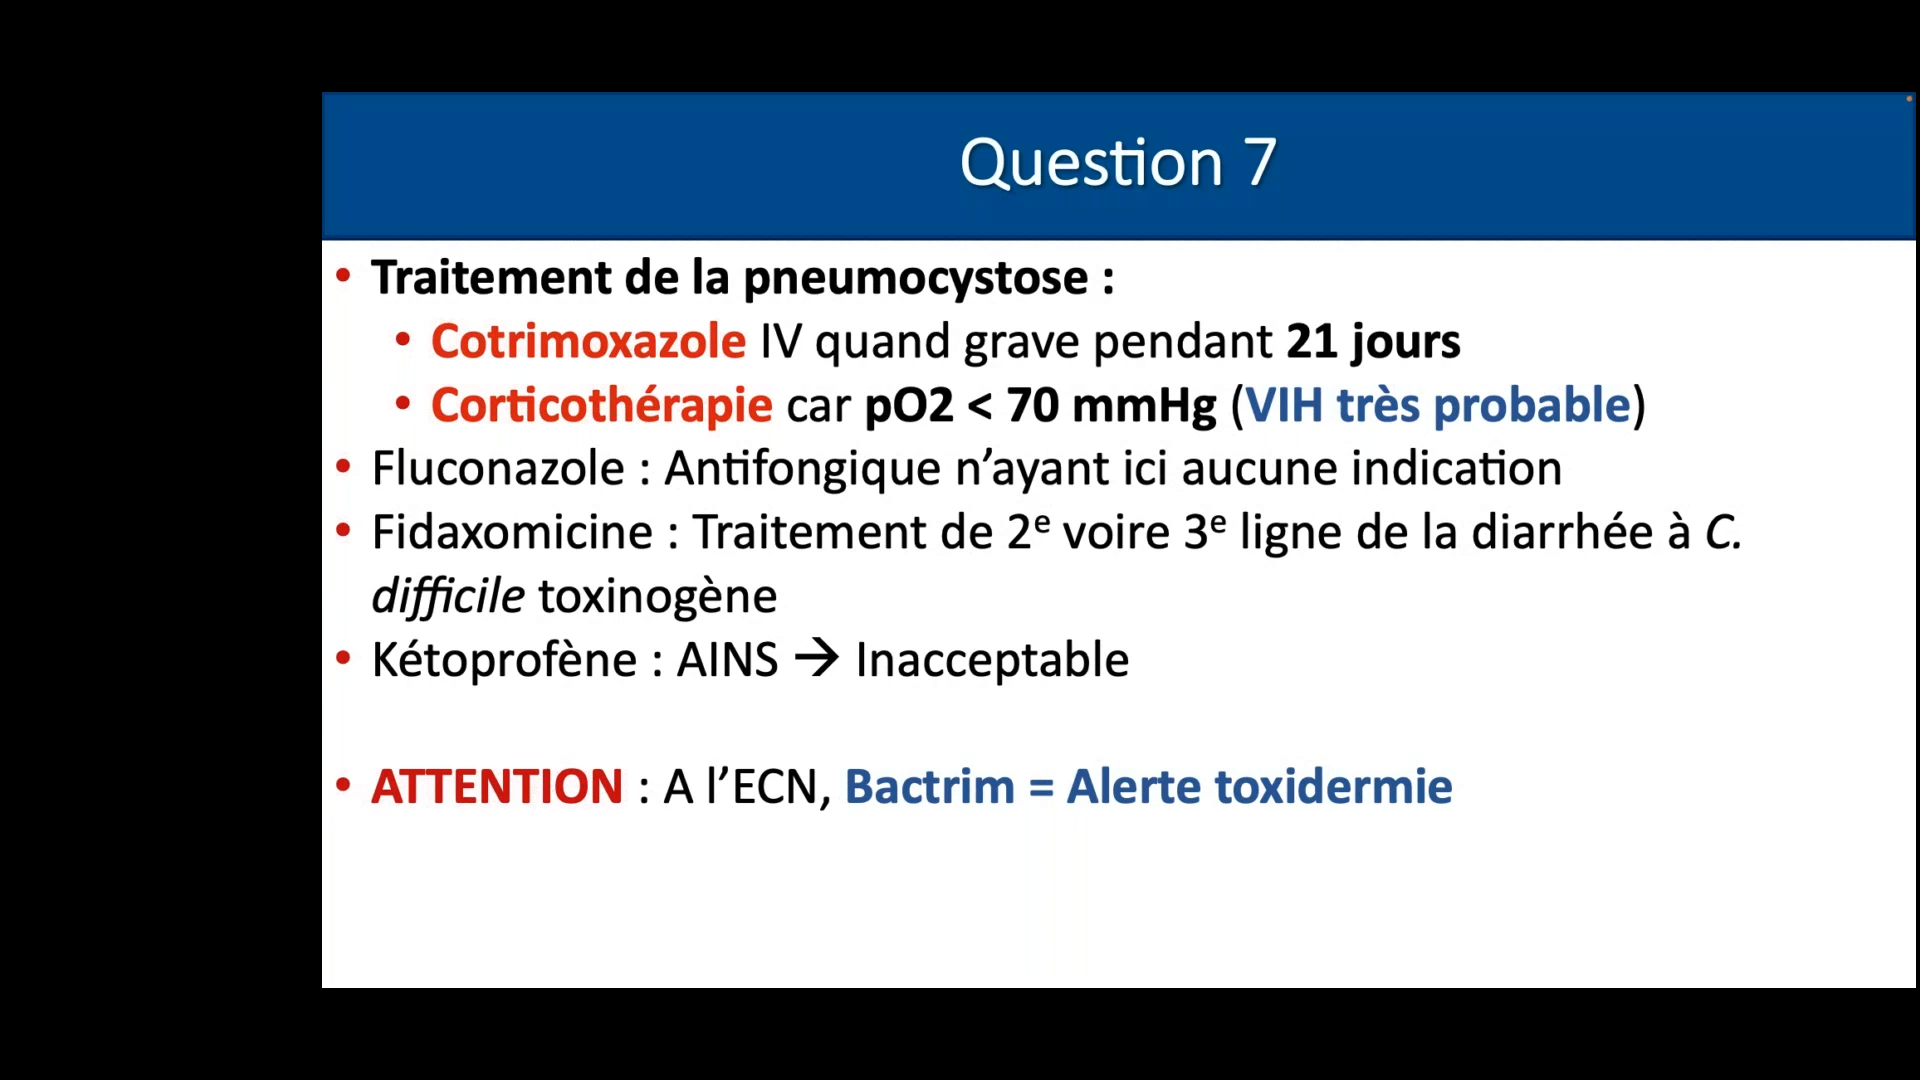 Question 7
• Traitement de la pneumocystose :
• Cotrimoxazole IV quand grave pendant 21 jours
• Corticothérapie car pO2 < 70 mmHg (VIH très probable)
• Fluconazole : Antifongique n’ayant ici aucune indication
• Fidaxomicine : Traitement de 2e voire 3e ligne de la diarrhée à C.
difficile toxinogène
• Kétoprofène : AINS → Inacceptable
• ATTENTION : A l’ECN, Bactrim = Alerte toxidermie